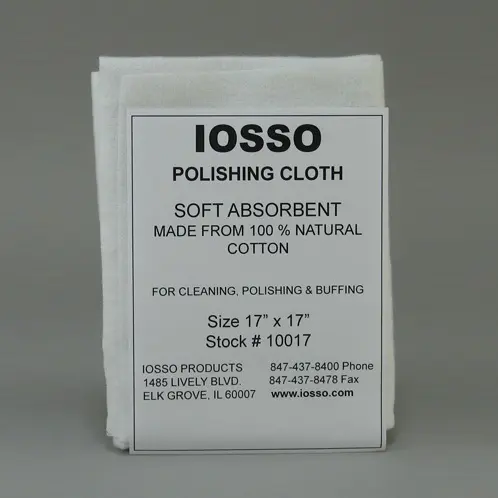 IOSSO
POLISHING CLOTH
SOFT ABSORBENT
MADE FROM 100 % NATURAL
COTTON
FOR CLEANING, POLISHING & BUFFING
Size 17” x 17”
Stock # 10017
IOSSO PRODUCTS 847-437-8400 Phone
1485 LIVELY BLVD. 847-437-8478 Fax
ELK GROVE, IL 60007 www.iosso.com